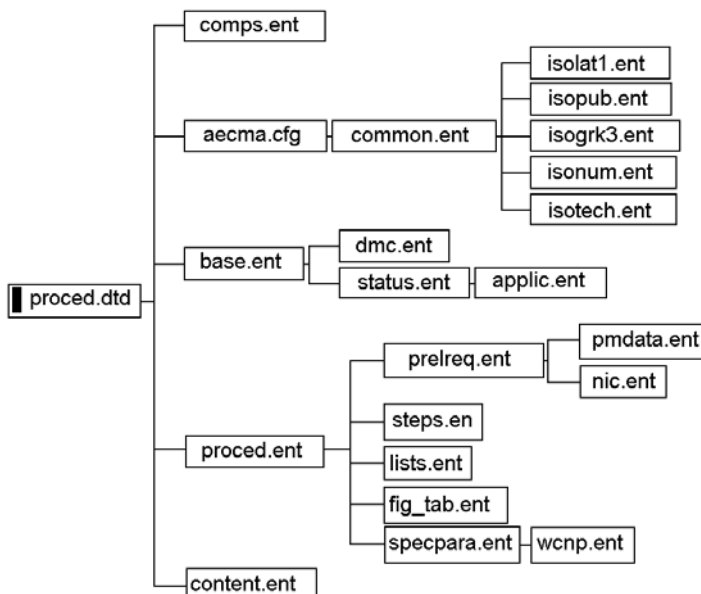 comps.ent
isolat1.ent
isopub.ent
aecma.cfg common.ent isogrk3.ent
isonum.ent
isotech.ent
dmc.ent
base.ent
status.ent applic.ent
proced.dtd
pmdata.ent
prelreq.ent
nic.ent
steps.en
proced.ent
lists.ent
fig_tab.ent
specpara.ent wcnp.ent
content.ent